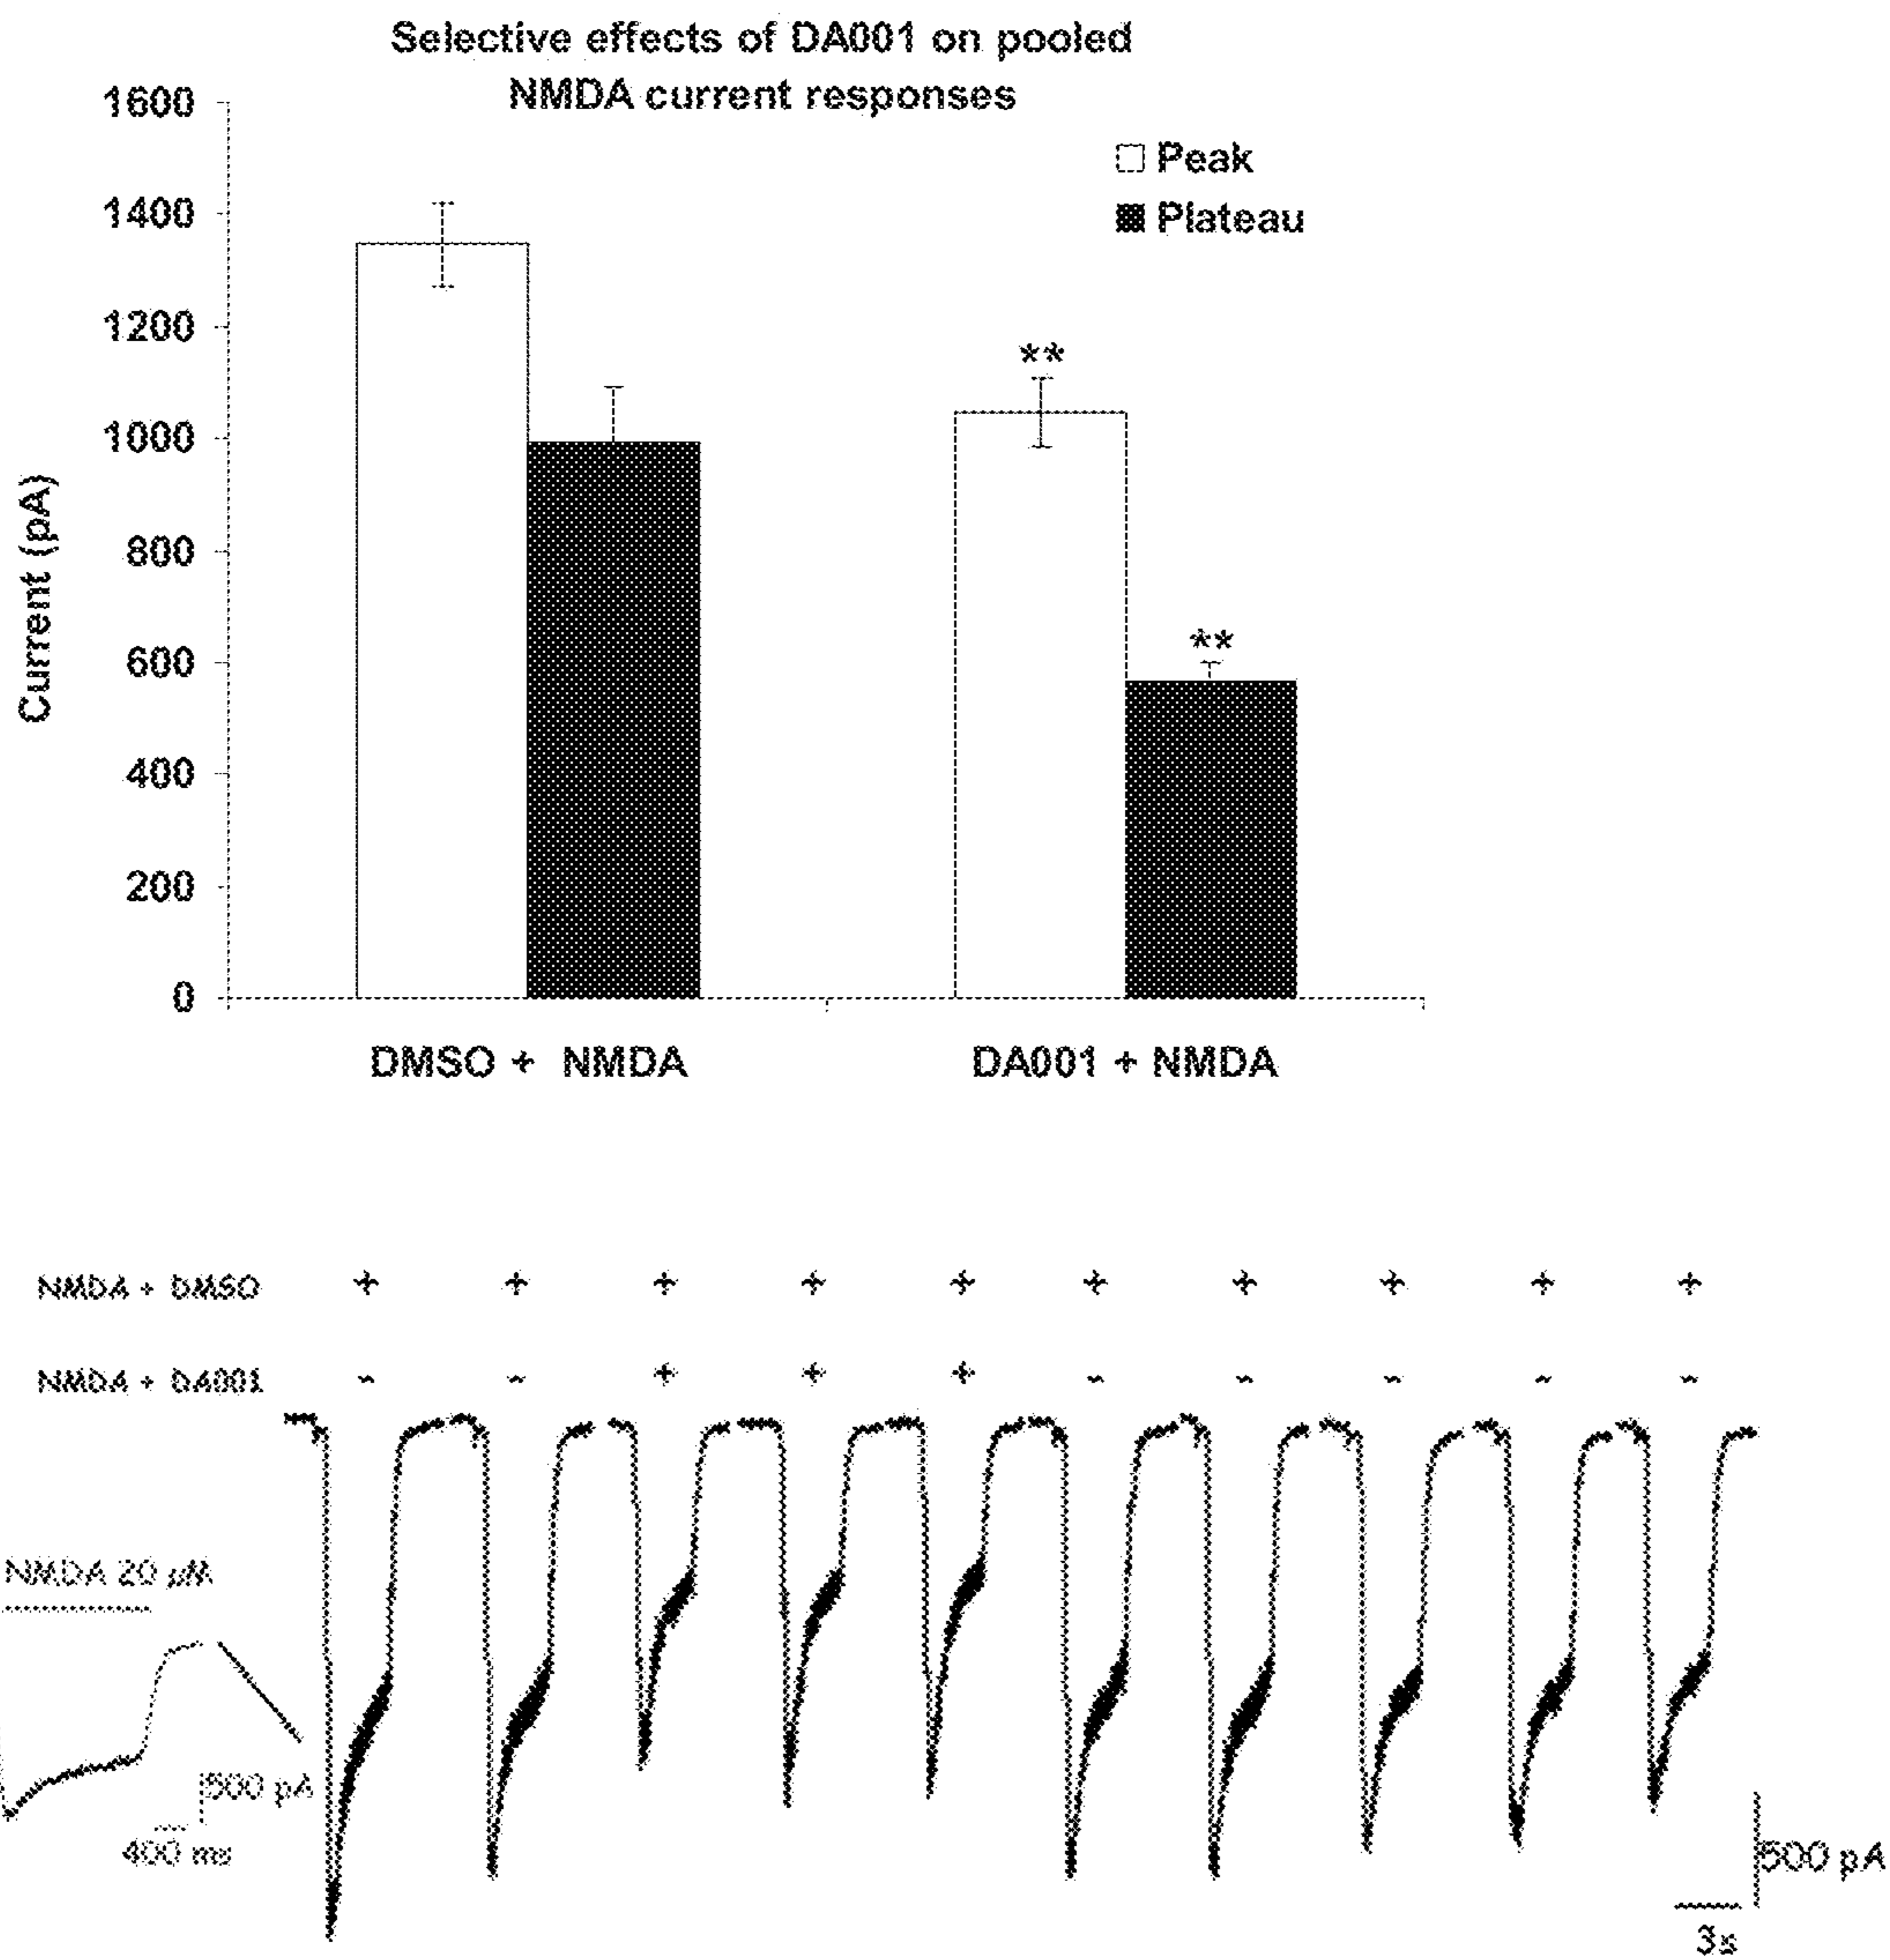 Selective effects of DA001 on pooled
NMDA current responses
Peak
Plateau
Current (pA)
1600
1400
1200
1000
800
600
400
200
0
**
**
DMSO + NMDA
DA001 + NMDA
NMDA + DMSO + + + + + + + + + +
NMDA + DA001 - - + + + - - - - -
NMDA 20 µM
500 pA
400 ms
500 pA
3s